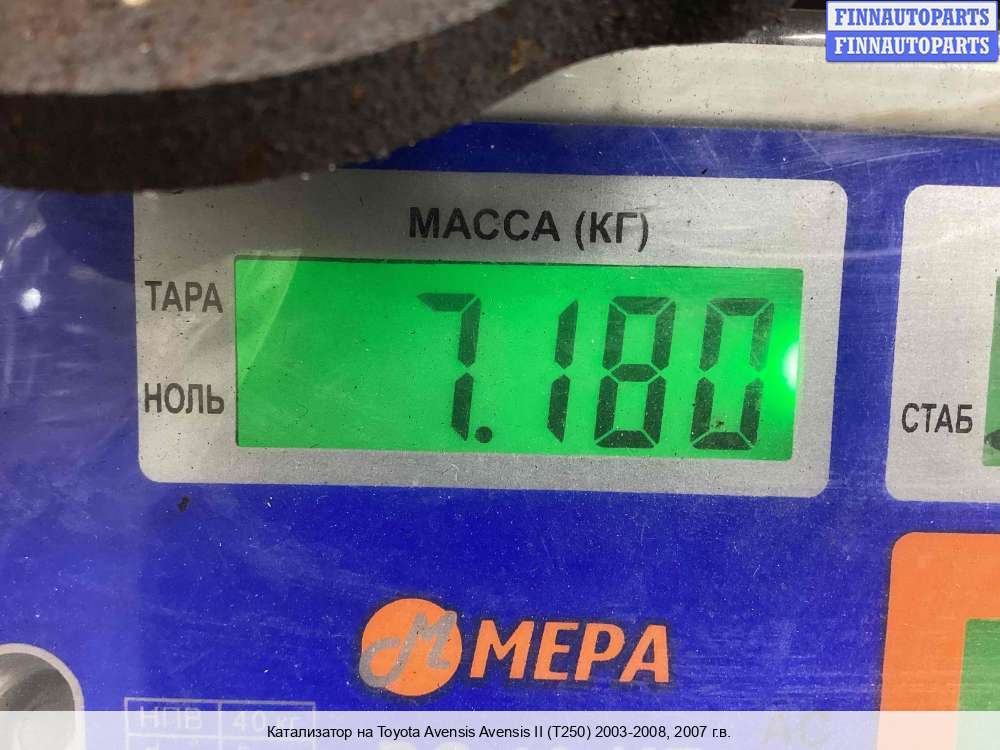 FINNAUTOPARTS
FINNAUTOPARTS
МАССА (КГ)
ТАРА
7.180
НОЛЬ
СТАБ
МЕРА
НПВ 40 кг
Катализатор на Toyota Avensis Avensis II (T250) 2003-2008, 2007 г.в.